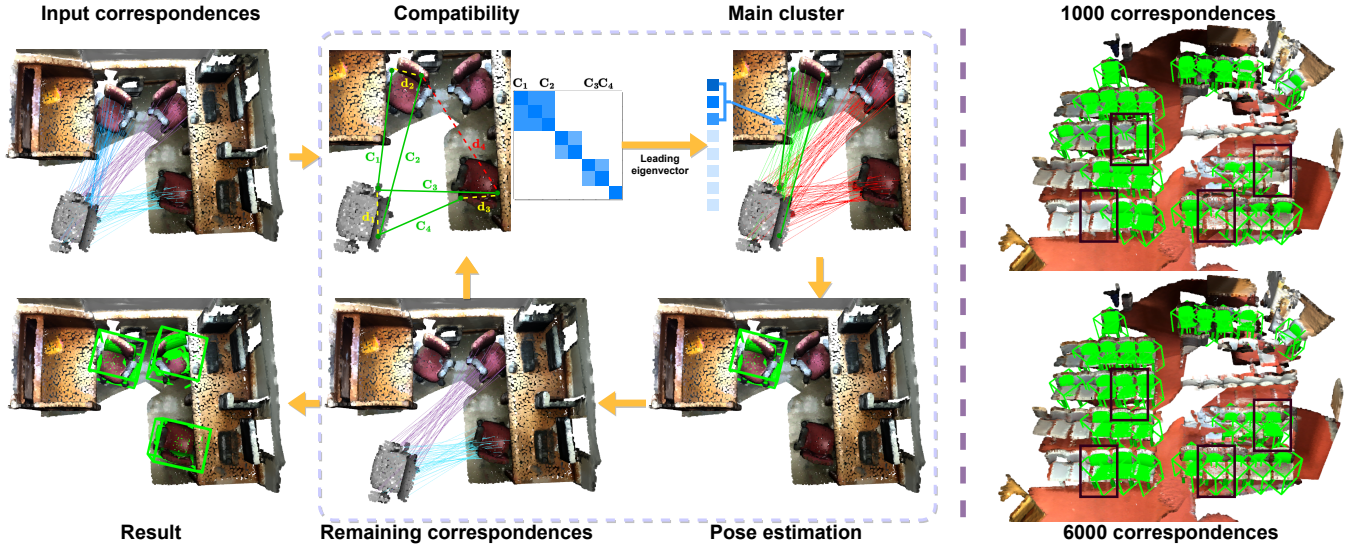 Input correspondences
Compatibility
Main cluster
1000 correspondences
d₂
C₁
C₂
C₃C₄
C₁
C₂
d₄
Leading
eigenvector
C₃
d₁
d₃
C₄
Result
Remaining correspondences
Pose estimation
6000 correspondences